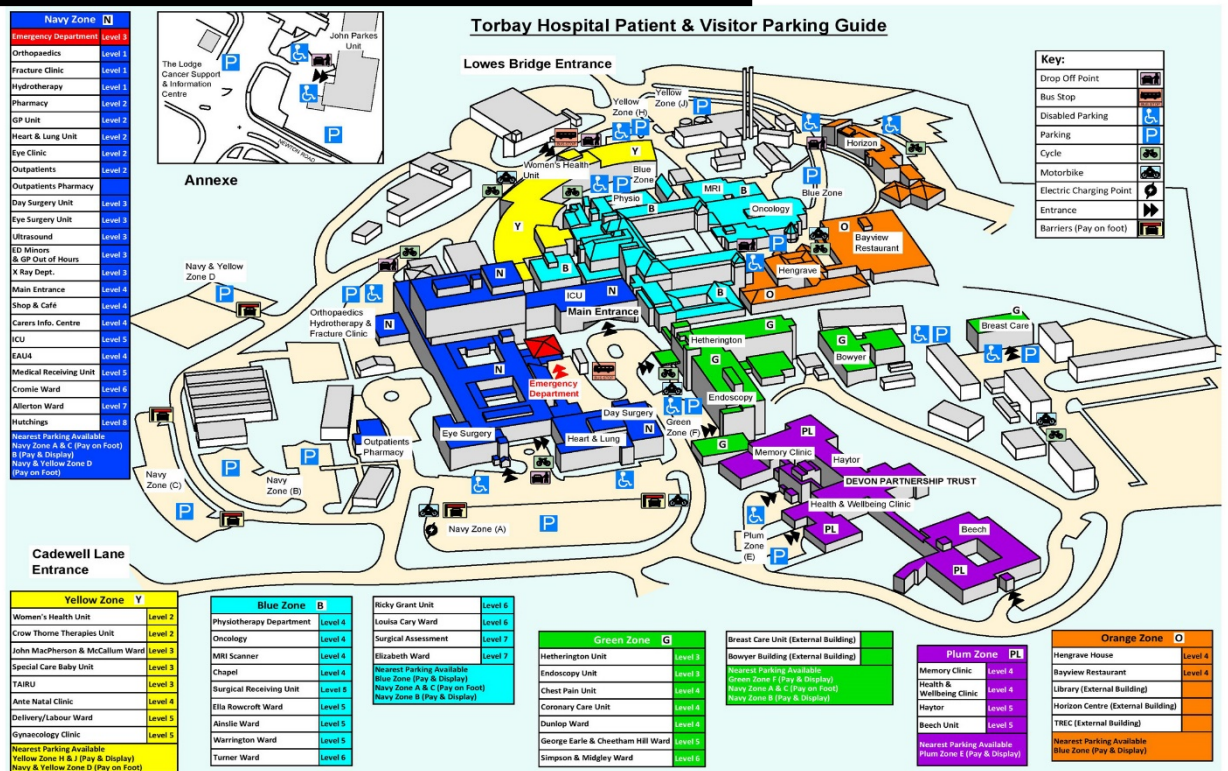 Torbay Hospital Patient & Visitor Parking Guide
Navy Zone N
Emergency Department Level 3
Orthopaedics Level 1
Fracture Clinic Level 1
Hydrotherapy Level 1
Pharmacy Level 2
GP Unit Level 2
Heart & Lung Unit Level 2
Eye Clinic Level 2
Outpatients Level 2
Outpatients Pharmacy
Day Surgery Unit Level 3
Eye Surgery Unit Level 3
Ultrasound Level 3
ED Minors
& GP Out of Hours Level 3
X Ray Dept. Level 3
Main Entrance Level 4
Shop & Café Level 4
Carers Info. Centre Level 4
ICU Level 5
EAU4 Level 4
Medical Receiving Unit Level 5
Cromie Ward Level 6
Allerton Ward Level 7
Hutchings Level 8
Nearest Parking Available
Navy Zone A & C (Pay on Foot)
B (Pay & Display)
Navy & Yellow Zone D
(Pay on Foot)
The Lodge
Cancer Support
& Information
Centre
John Parkes
Unit
P
P
NEWTON ROAD
Annexe
Key:
Drop Off Point
Bus Stop
Disabled Parking
Parking P
Cycle
Motorbike
Electric Charging Point
Entrance
Barriers (Pay on foot)
Lowes Bridge Entrance
Yellow
Zone (H)
Yellow
Zone (J)
P
P
Y
Women's Health
Unit
P
Blue
Zone
Physio
MRI
B
B
Oncology
P
Blue Zone
Horizon
O
Bayview
Restaurant
Y
B
N
ICU
N
Main Entrance
P
Hengrave
O
B
Navy & Yellow
Zone D
P
P
Orthopaedics
Hydrotherapy &
Fracture Clinic
N
N
Emergency
Department
Hetherington
G
G
Endoscopy
G
Bowyer
P
G
Breast Care
P
P
Green
Zone (F)
G
Day Surgery
N
Heart & Lung
Eye Surgery
Outpatients
Pharmacy
PL
Memory Clinic
Haytor
DEVON PARTNERSHIP TRUST
Health & Wellbeing Clinic
PL
Beech
PL
Plum
Zone
(E)
P
Navy
Zone (C)
P
P
Navy
Zone (B)
P
Navy Zone (A)
P
Cadewell Lane
Entrance
Yellow Zone Y
Women's Health Unit Level 2
Crow Thorne Therapies Unit Level 2
John MacPherson & McCallum Ward Level 3
Special Care Baby Unit Level 3
TAIRU Level 3
Ante Natal Clinic Level 4
Delivery/Labour Ward Level 5
Gynaecology Clinic Level 5
Nearest Parking Available
Yellow Zone H & J (Pay & Display)
Navy & Yellow Zone D (Pay on Foot)
Blue Zone B
Physiotherapy Department Level 4
Oncology Level 4
MRI Scanner Level 4
Chapel Level 4
Surgical Receiving Unit Level 8
Ella Rowcroft Ward Level 5
Ainslie Ward Level 5
Warrington Ward Level 5
Turner Ward Level 6
Ricky Grant Unit Level 6
Louisa Cary Ward Level 6
Surgical Assessment Level 7
Elizabeth Ward Level 7
Nearest Parking Available
Blue Zone (Pay & Display)
Navy Zone A & C (Pay on Foot)
Navy Zone B (Pay & Display)
Green Zone G
Hetherington Unit Level 3
Endoscopy Unit Level 3
Chest Pain Unit Level 4
Coronary Care Unit Level 4
Dunlop Ward Level 4
George Earle & Cheetham Hill Ward Level 5
Simpson & Midgley Ward Level 6
Breast Care Unit (External Building)
Bowyer Building (External Building)
Nearest Parking Available
Green Zone F (Pay & Display)
Navy Zone A & C (Pay on Foot)
Navy Zone B (Pay & Display)
Plum Zone PL
Memory Clinic Level 4
Health &
Wellbeing Clinic Level 4
Haytor Level 5
Beech Unit Level 5
Nearest Parking Available
Plum Zone E (Pay & Display)
Orange Zone O
Hengrave House Level 4
Bayview Restaurant Level 4
Library (External Building)
Horizon Centre (External Building)
TREC (External Building)
Nearest Parking Available
Blue Zone (Pay & Display)